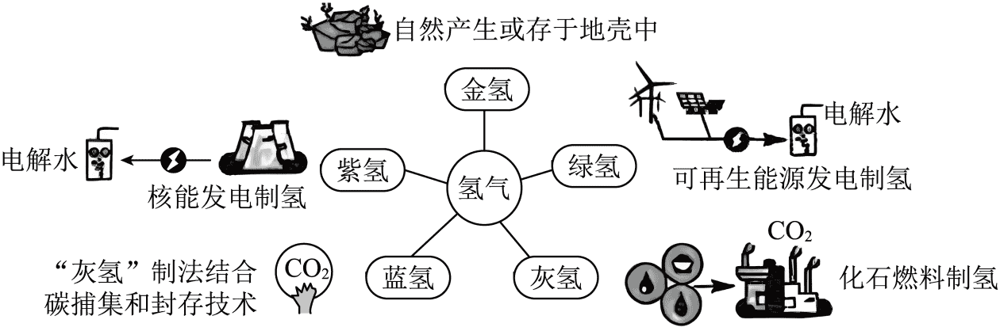 自然产生或存于地壳中
金氢
电解水
电解水
紫氢
绿氢
氢气
核能发电制氢
可再生能源发电制氢
CO₂
“灰氢”制法结合
碳捕集和封存技术
CO₂
蓝氢
灰氢
化石燃料制氢